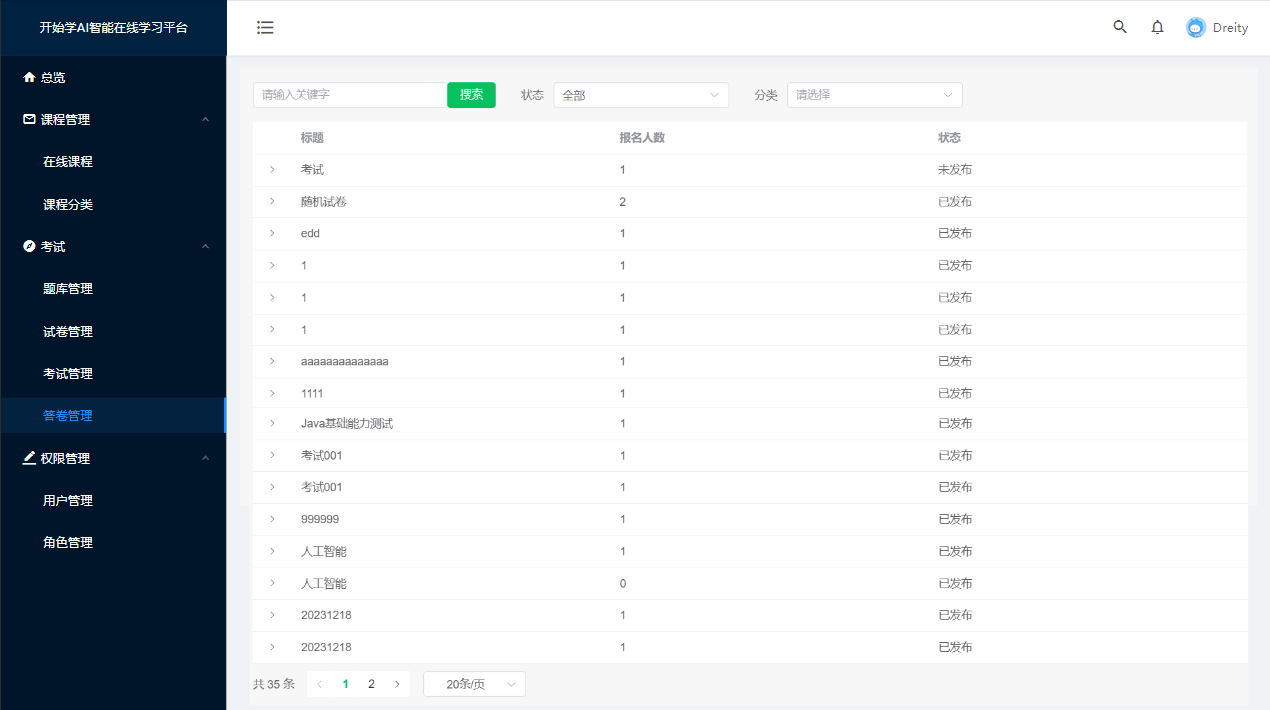 开始学AI智能在线学习平台
Dreity
总览
课程管理
在线课程
课程分类
考试
题库管理
试卷管理
考试管理
答卷管理
权限管理
用户管理
角色管理
请输入关键字 搜索 状态 全部 分类 请选择
标题 报名人数 状态
考试 1 未发布
随机试卷 2 已发布
edd 1 已发布
1 1 已发布
1 1 已发布
1 1 已发布
aaaaaaaaaaaaaa 1 已发布
1111 1 已发布
Java基础能力测试 1 已发布
考试001 1 已发布
考试001 1 已发布
999999 1 已发布
人工智能 1 已发布
人工智能 0 已发布
20231218 1 已发布
20231218 1 已发布
共 35 条 1 2 20条/页